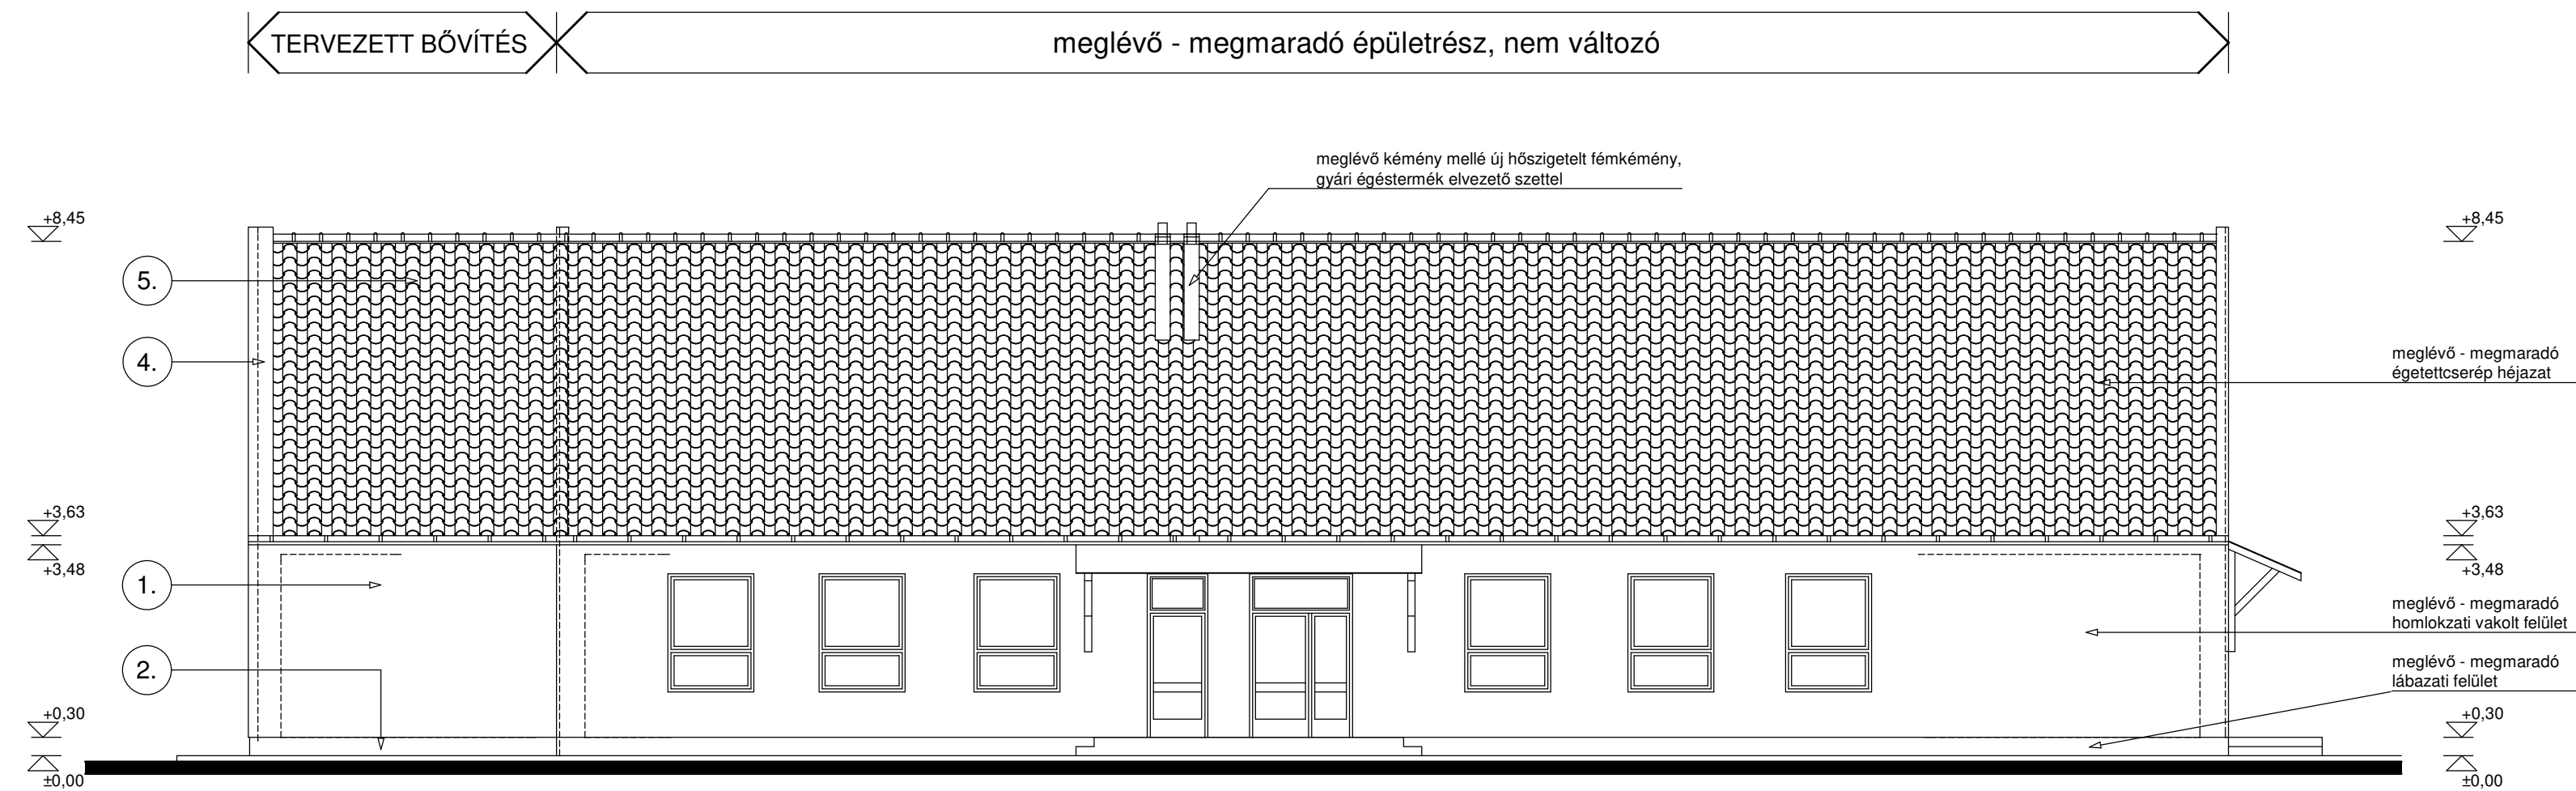 TERVEZETT BŐVÍTÉS
meglévő - megmaradó épületrész, nem változó
meglévő kémény mellé új hőszigetelt fémkémény,
gyári égéstermék elvezető szettel
+8,45
+8,45
5.
4.
meglévő - megmaradó
égetettcserép héjazat
+3,63
+3,63
+3,48
+3,48
1.
meglévő - megmaradó
homlokzati vakolt felület
2.
meglévő - megmaradó
lábazati felület
+0,30
+0,30
±0,00
±0,00